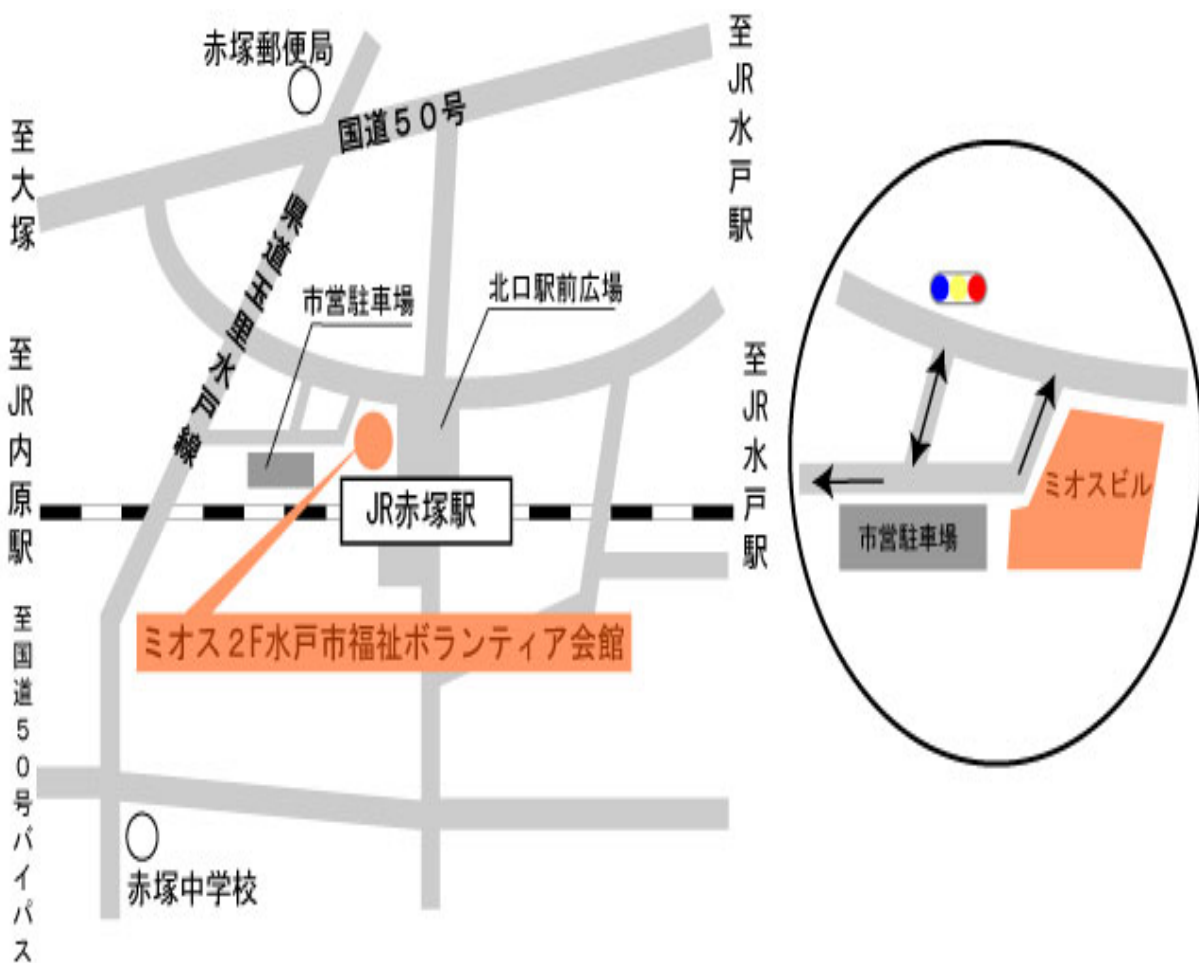 赤塚郵便局
国道50号
至JR水戸駅
至大塚
県道玉里水戸線
市営駐車場
北口駅前広場
至JR内原駅
至JR水戸駅
JR赤塚駅
ミオス2F水戸市福祉ボランティア会館
至国道50号バイパス
赤塚中学校
ミオスビル
市営駐車場